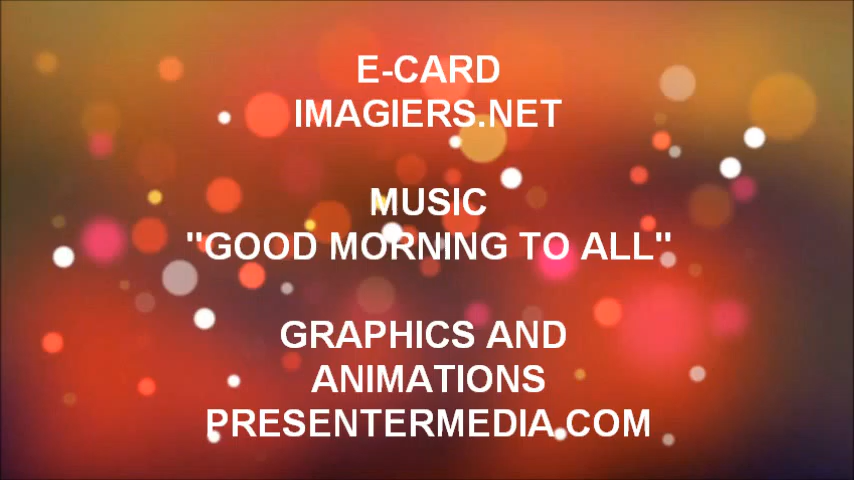 E-CARD
IMAGIERS.NET
MUSIC
"GOOD MORNING TO ALL"
GRAPHICS AND
ANIMATIONS
PRESENTERMEDIA.COM